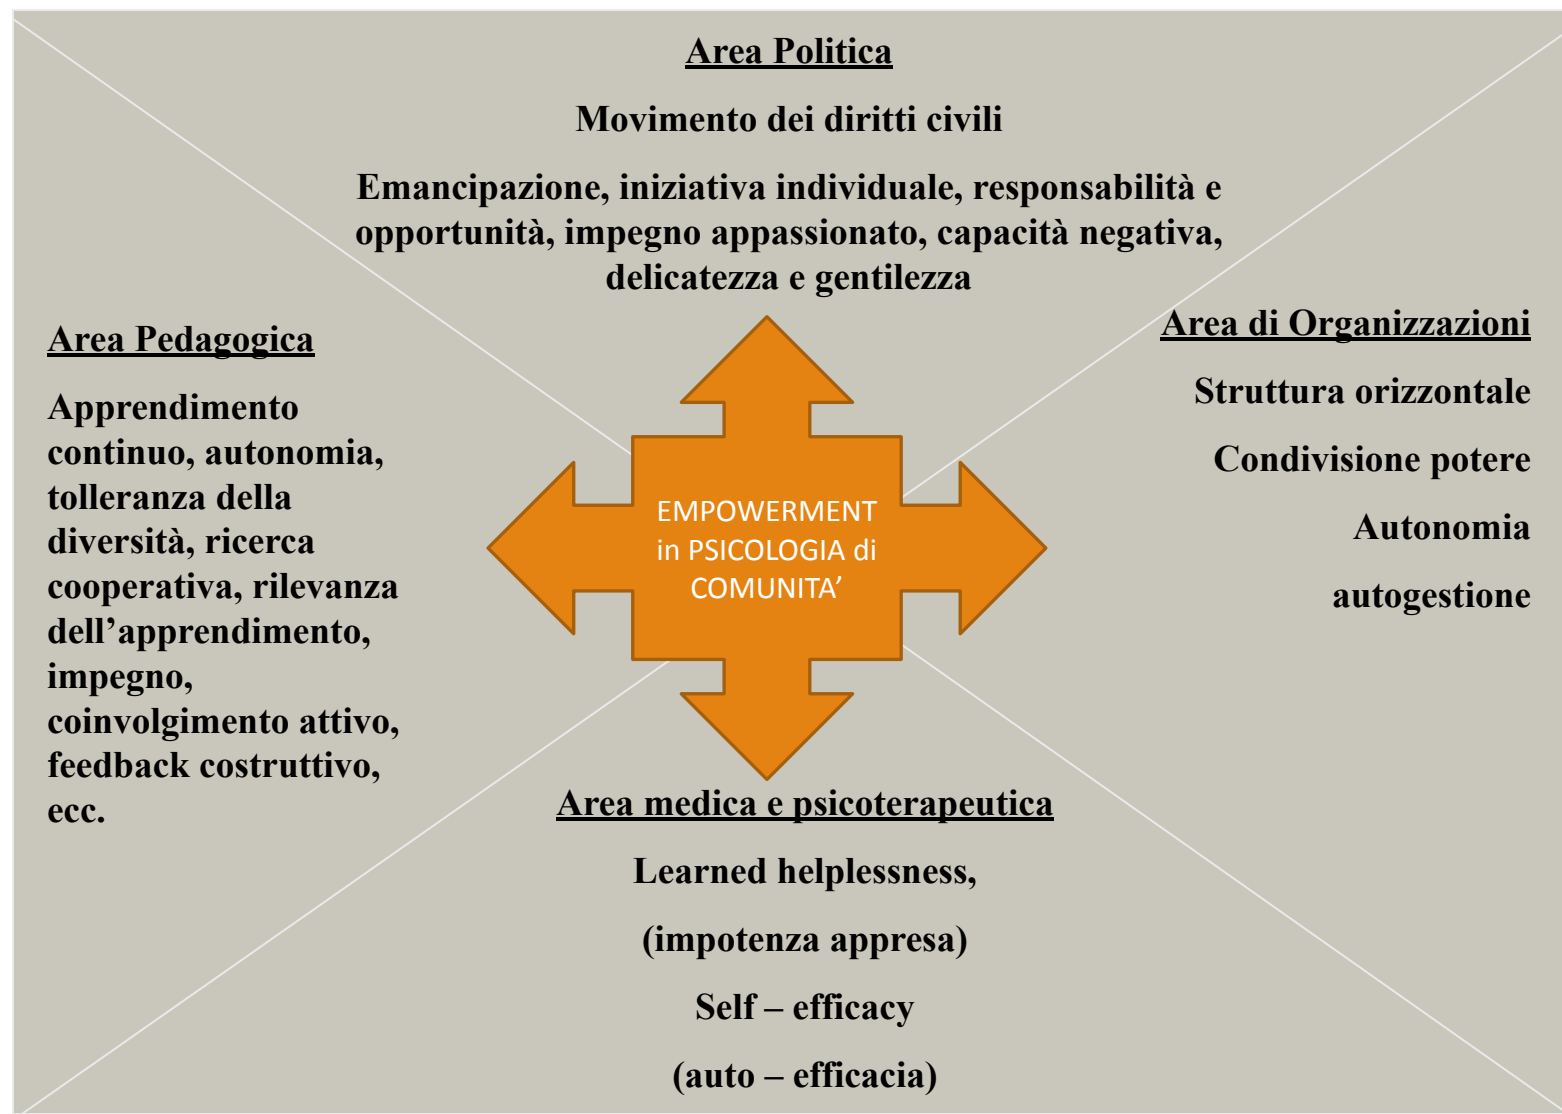 Area Politica
Movimento dei diritti civili
Emancipazione, iniziativa individuale, responsabilità e
opportunità, impegno appassionato, capacità negativa,
delicatezza e gentilezza
Area Pedagogica
Apprendimento
continuo, autonomia,
tolleranza della
diversità, ricerca
cooperativa, rilevanza
dell’apprendimento,
impegno,
coinvolgimento attivo,
feedback costruttivo,
ecc.
EMPOWERMENT
in PSICOLOGIA di
COMUNITA’
Area di Organizzazioni
Struttura orizzontale
Condivisione potere
Autonomia
autogestione
Area medica e psicoterapeutica
Learned helplessness,
(impotenza appresa)
Self – efficacy
(auto – efficacia)